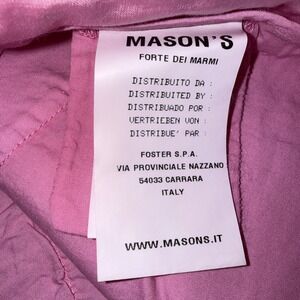 MASON'S
FORTE DEI MARMI
DISTRIBUITO DA :
DISTRIBUTED BY :
DISTRIBUADO POR :
VERTRIEBEN VON :
DISTRIBUE' PAR :
FOSTER S.P.A.
VIA PROVINCIALE NAZZANO
54033 CARRARA
ITALY
WWW.MASONS.IT